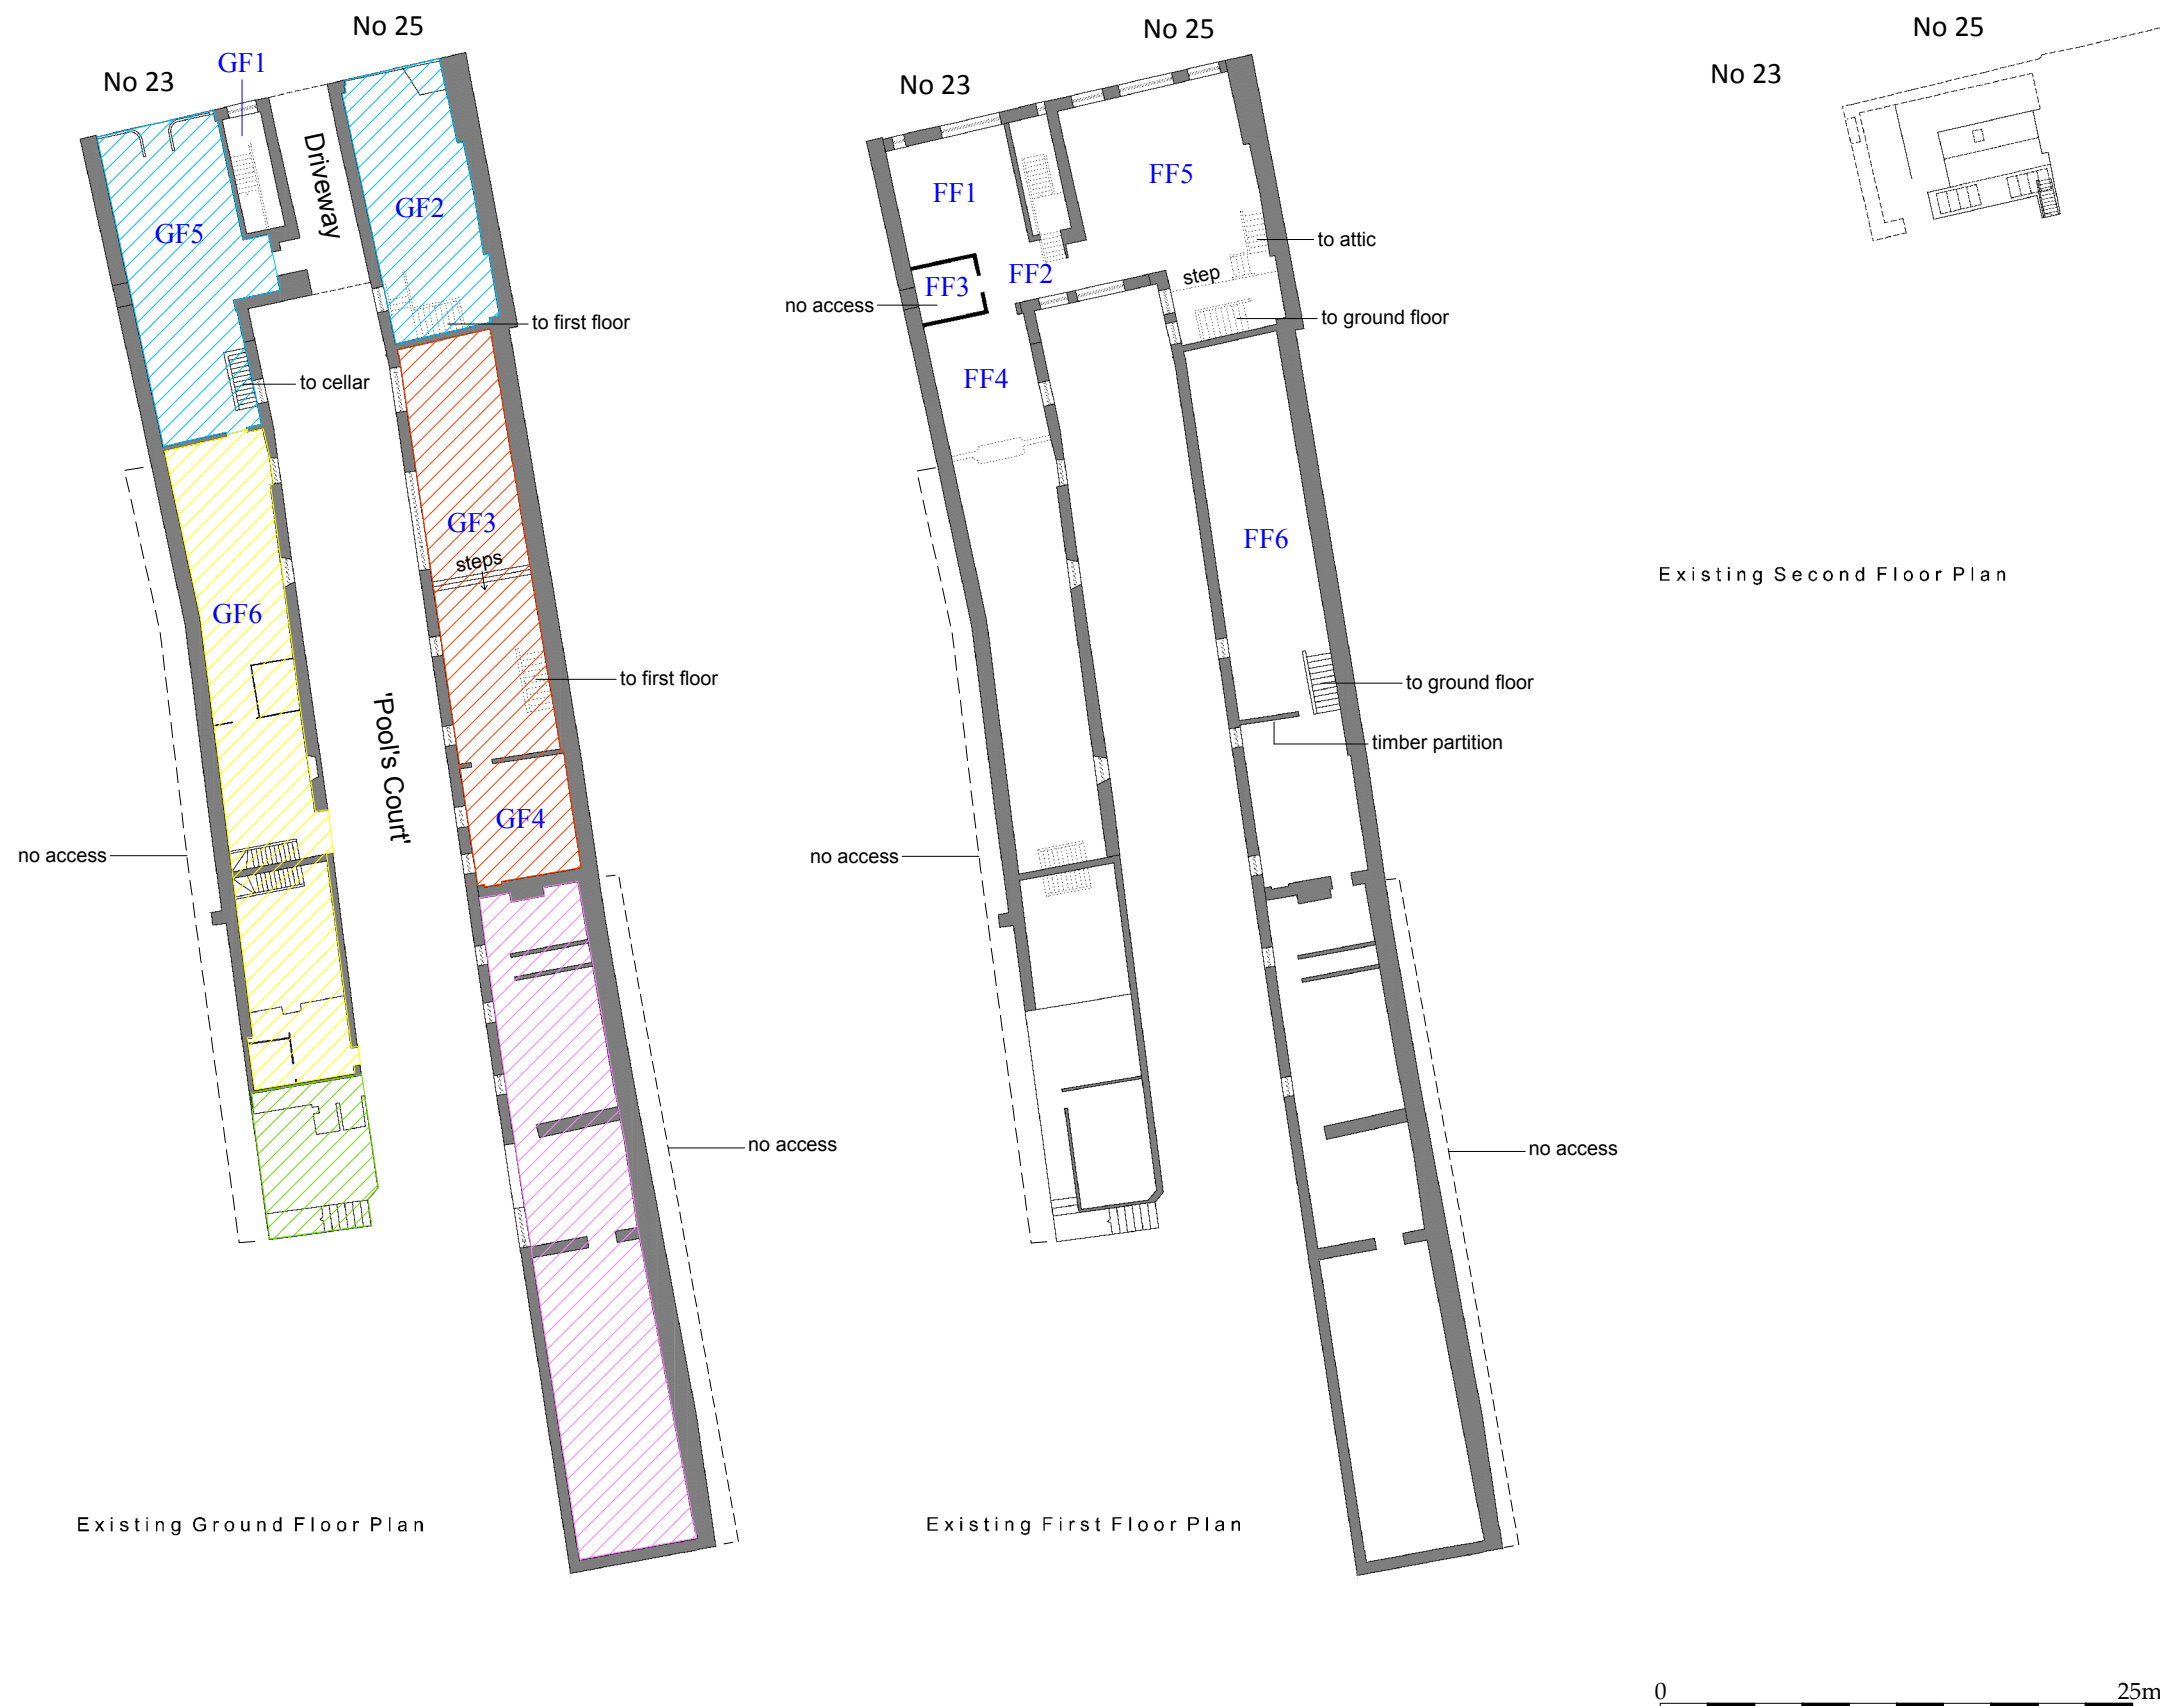 No 25
No 23
GF1
Driveway
GF2
GF5
to first floor
to cellar
GF3
steps
GF6
to first floor
'Pool's Court'
GF4
no access
no access
Existing Ground Floor Plan
No 25
No 23
FF1
FF5
to attic
FF2
step
FF3
no access
to ground floor
FF4
FF6
to ground floor
timber partition
no access
no access
Existing First Floor Plan
No 25
No 23
Existing Second Floor Plan
0 25m